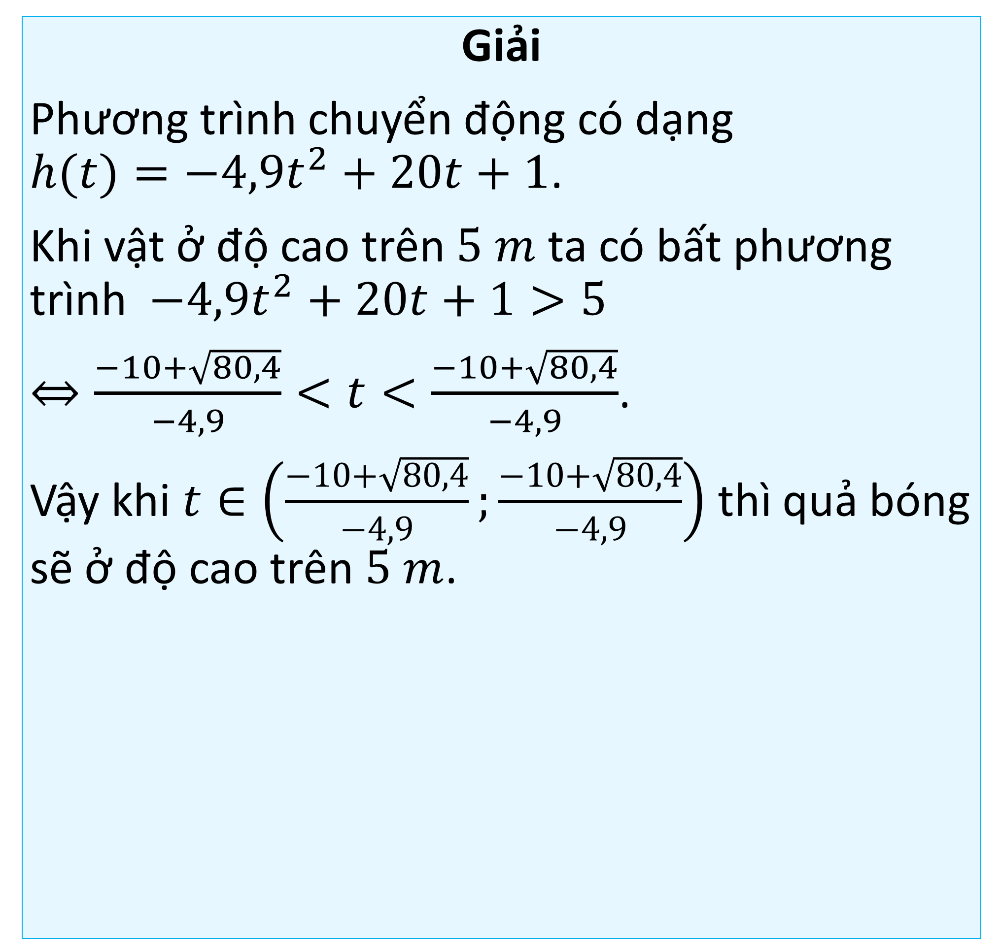 Giải
Phương trình chuyển động có dạng
$h(t) = -4,9t^2 + 20t + 1.$
Khi vật ở độ cao trên $5\ m$ ta có bất phương
trình $-4,9t^2 + 20t + 1 > 5$
$\Leftrightarrow \frac{-10+\sqrt{80,4}}{-4,9} < t < \frac{-10+\sqrt{80,4}}{-4,9}.$
Vậy khi $t \in \left(\frac{-10+\sqrt{80,4}}{-4,9}; \frac{-10+\sqrt{80,4}}{-4,9}\right)$ thì quả bóng
sẽ ở độ cao trên $5\ m.$